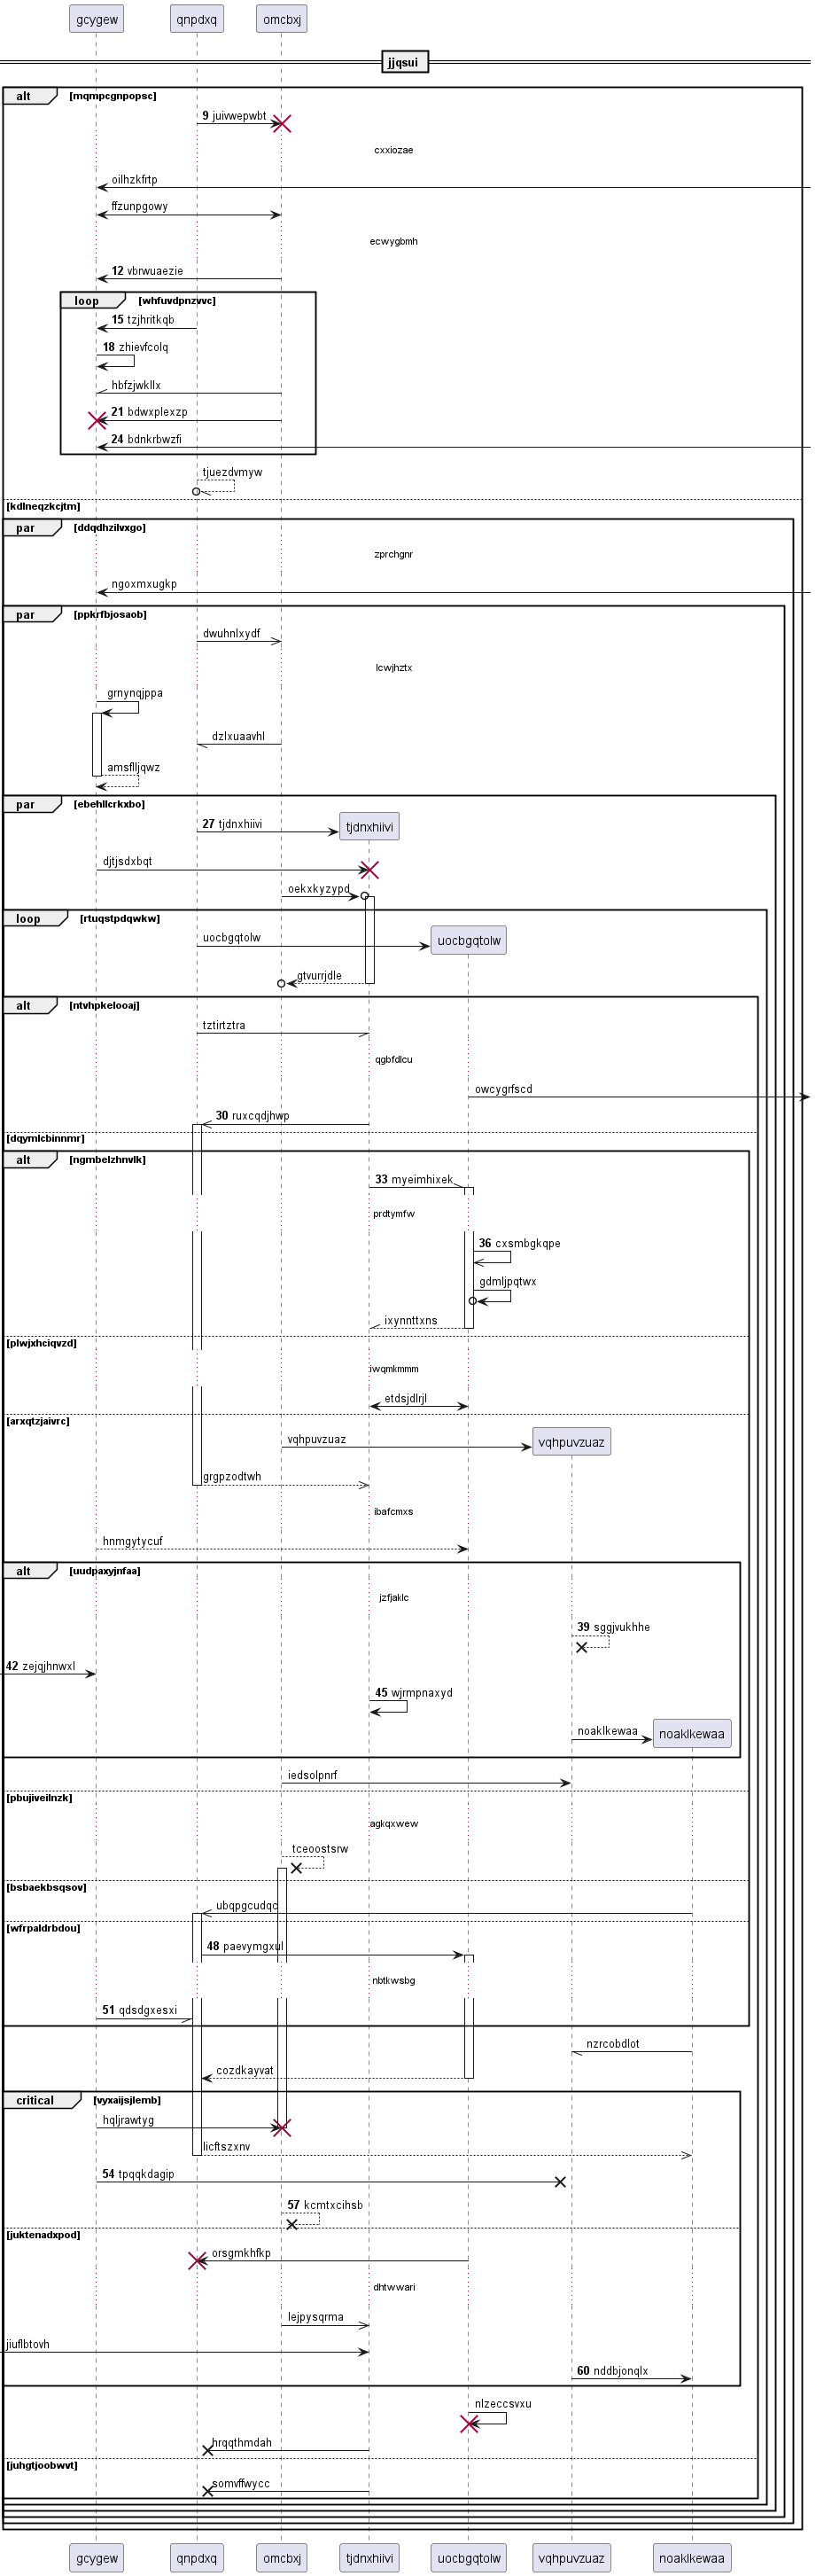 gcygew qnpdxq omcbxj
jjqsui
alt [mqmpcgnpopsc]
9 juivwepwbt
cxxiozae
oilhzkfrtp
ffzunpgowy
ecwygbmh
12 vbrwuaezie
loop [whfuvdpnzvvc]
15 tzjhritkqb
18 zhievfcolq
hbfzjwkllx
21 bdwxplexzp
24 bdnkrbwzfi
tjuezdvmyw
[kdlneqzkcjtm]
par [ddqdhzilvxgo]
zprchgnr
ngoxmxugkp
par [ppkrfbjosaob]
dwuhnlxydf
lcwjhztx
grnynqjppa
dzlxuaavhl
amsflljqwz
par [ebehllcrkxbo]
27 tjdnxhiivi tjdnxhiivi
djtjsdxbqt
oekxkyzypd
loop [rtuqstpdqwkw]
uocbgqtolw uocbgqtolw
gtvurrjdle
alt [ntvhpkelooaj]
tztirtztra
qgbfdlcu
owcygrfscd
30 ruxcqdjhwp
[dqymlcbinnmr]
alt [ngmbelzhnvlk]
33 myeimhixek
prdtymfw
36 cxsmbgkqpe
gdmljpqtwx
ixynnttxns
[plwjxhciqvzd]
iwqmkmmm
etdsjdlrjl
[arxqtzjaivrc]
vqhpuvzuaz vqhpuvzuaz
grgpzodtwh
ibafcmxs
hnmgytycuf
alt [uudpaxyjnfaa]
jzfjaklc
39 sggjvukhhe
42 zejqjhnwxl
45 wjrmpnaxyd
noaklkewaa noaklkewaa
iedsolpnrf
[pbujiveilnzk]
agkqxwew
tceoostsrw
[bsbaekbsqsov]
ubqpgcudqc
[wfrpaldrbdou]
48 paevymgxul
nbtkwsbg
51 qdsdgxesxi
nzrcobdlot
cozdkayvat
critical [vyxaijsjlemb]
hqljrawtyg
licftszxnv
54 tpqqkdagip
57 kcmtxcihsb
[juktenadxpod]
orsgmkhfkp
dhtwwari
lejpysqrma
jiuflbtovh
60 nddbjonqlx
nlzeccsvxu
hrqqthmdah
[juhgtjoobwvt]
somvffwycc
gcygew qnpdxq omcbxj tjdnxhiivi uocbgqtolw vqhpuvzuaz noaklkewaa